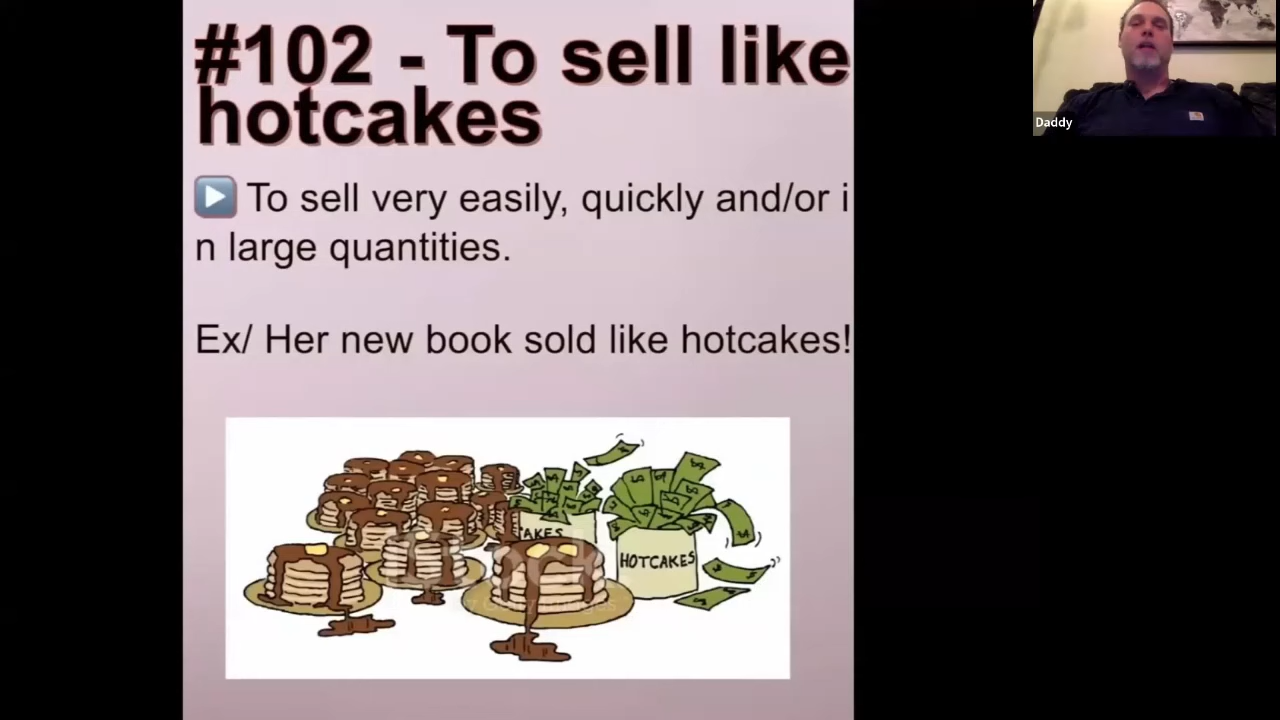 #102 - To sell like
hotcakes
To sell very easily, quickly and/or i
n large quantities.
Ex/ Her new book sold like hotcakes!
AKES
HOTCAKES
Daddy